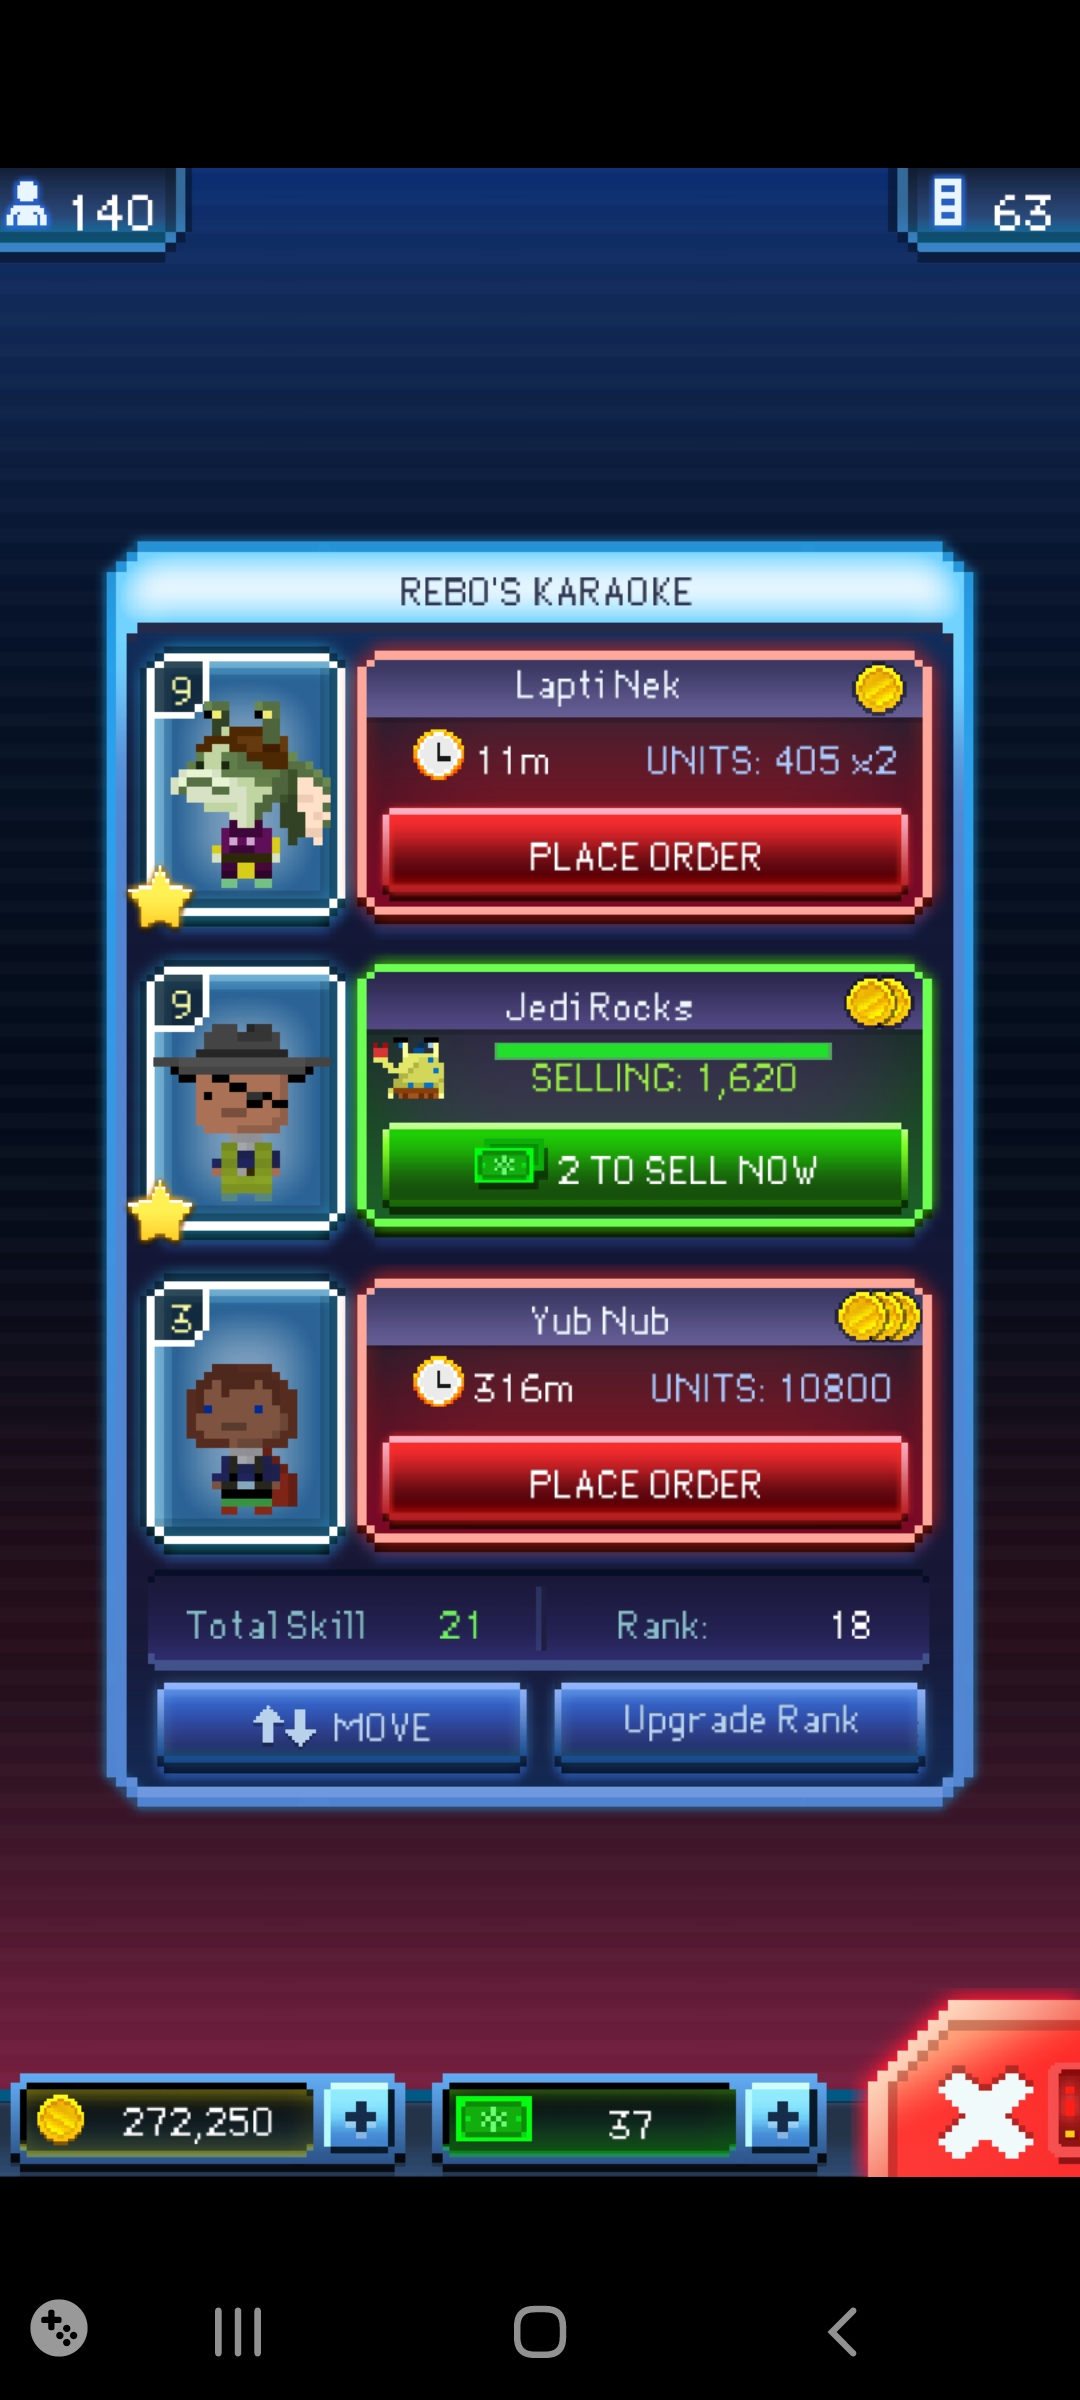 140
63
REBO'S KARAOKE
9
Lapti Nek
11m UNITS: 405 x2
PLACE ORDER
9
Jedi Rocks
SELLING: 1,620
2 TO SELL NOW
3
Yub Nub
316m UNITS: 10800
PLACE ORDER
Total Skill 21 Rank: 18
MOVE Upgrade Rank
272,250 37